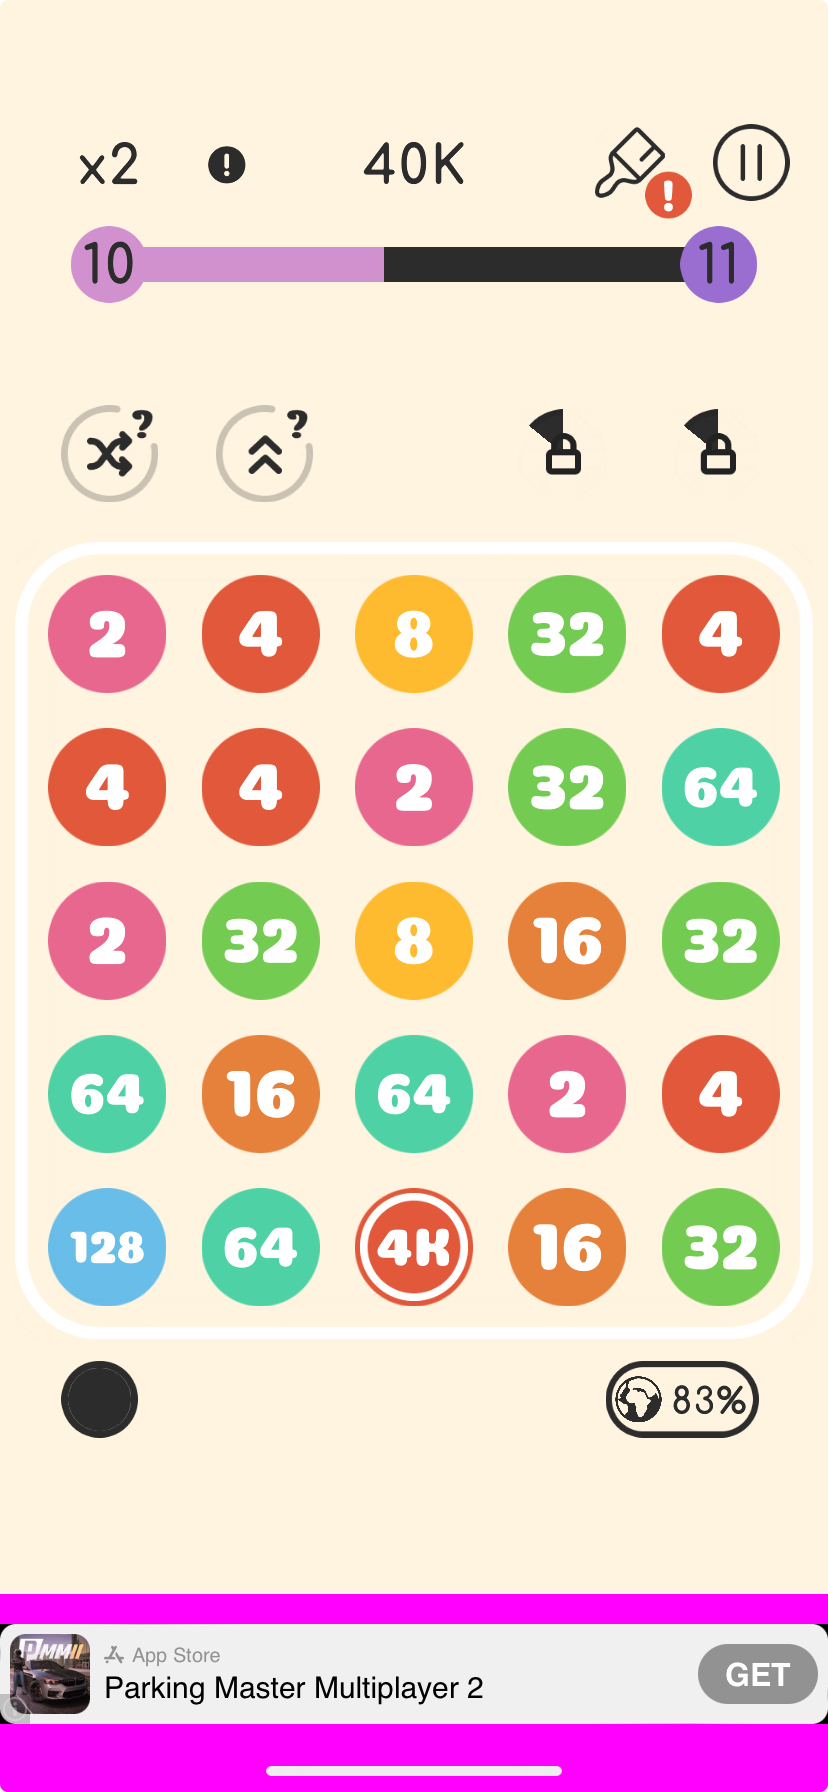 x2 ! 40K !
10 11
? ?
2 4 8 32 4
4 4 2 32 64
2 32 8 16 32
64 16 64 2 4
128 64 4K 16 32
83%
PMMII
App Store
Parking Master Multiplayer 2
GET